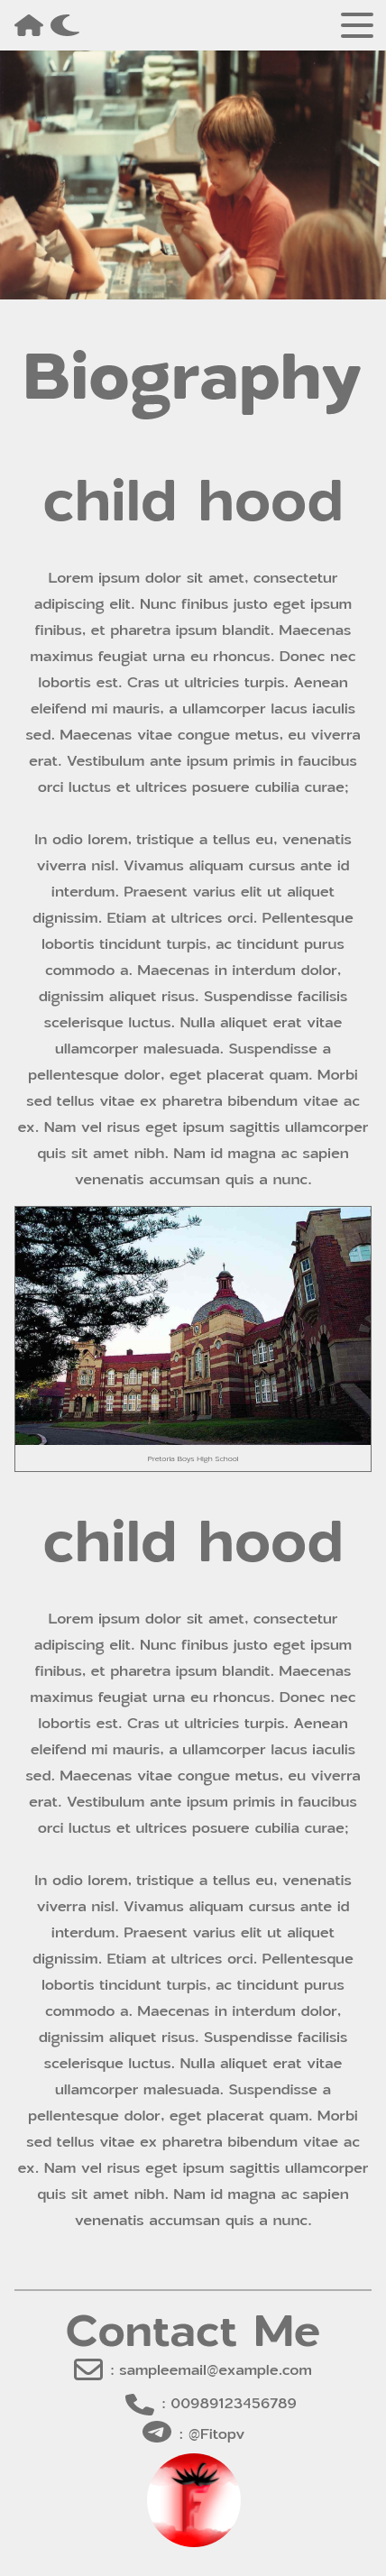 Biography
child hood
Lorem ipsum dolor sit amet, consectetur
adipiscing elit. Nunc finibus justo eget ipsum
finibus, et pharetra ipsum blandit. Maecenas
maximus feugiat urna eu rhoncus. Donec nec
lobortis est. Cras ut ultricies turpis. Aenean
eleifend mi mauris, a ullamcorper lacus iaculis
sed. Maecenas vitae congue metus, eu viverra
erat. Vestibulum ante ipsum primis in faucibus
orci luctus et ultrices posuere cubilia curae;
In odio lorem, tristique a tellus eu, venenatis
viverra nisl. Vivamus aliquam cursus ante id
interdum. Praesent varius elit ut aliquet
dignissim. Etiam at ultrices orci. Pellentesque
lobortis tincidunt turpis, ac tincidunt purus
commodo a. Maecenas in interdum dolor,
dignissim aliquet risus. Suspendisse facilisis
scelerisque luctus. Nulla aliquet erat vitae
ullamcorper malesuada. Suspendisse a
pellentesque dolor, eget placerat quam. Morbi
sed tellus vitae ex pharetra bibendum vitae ac
ex. Nam vel risus eget ipsum sagittis ullamcorper
quis sit amet nibh. Nam id magna ac sapien
venenatis accumsan quis a nunc.
Pretoria Boys High School
child hood
Lorem ipsum dolor sit amet, consectetur
adipiscing elit. Nunc finibus justo eget ipsum
finibus, et pharetra ipsum blandit. Maecenas
maximus feugiat urna eu rhoncus. Donec nec
lobortis est. Cras ut ultricies turpis. Aenean
eleifend mi mauris, a ullamcorper lacus iaculis
sed. Maecenas vitae congue metus, eu viverra
erat. Vestibulum ante ipsum primis in faucibus
orci luctus et ultrices posuere cubilia curae;
In odio lorem, tristique a tellus eu, venenatis
viverra nisl. Vivamus aliquam cursus ante id
interdum. Praesent varius elit ut aliquet
dignissim. Etiam at ultrices orci. Pellentesque
lobortis tincidunt turpis, ac tincidunt purus
commodo a. Maecenas in interdum dolor,
dignissim aliquet risus. Suspendisse facilisis
scelerisque luctus. Nulla aliquet erat vitae
ullamcorper malesuada. Suspendisse a
pellentesque dolor, eget placerat quam. Morbi
sed tellus vitae ex pharetra bibendum vitae ac
ex. Nam vel risus eget ipsum sagittis ullamcorper
quis sit amet nibh. Nam id magna ac sapien
venenatis accumsan quis a nunc.
Contact Me
: sampleemail@example.com
: 00989123456789
: @Fitopv
F